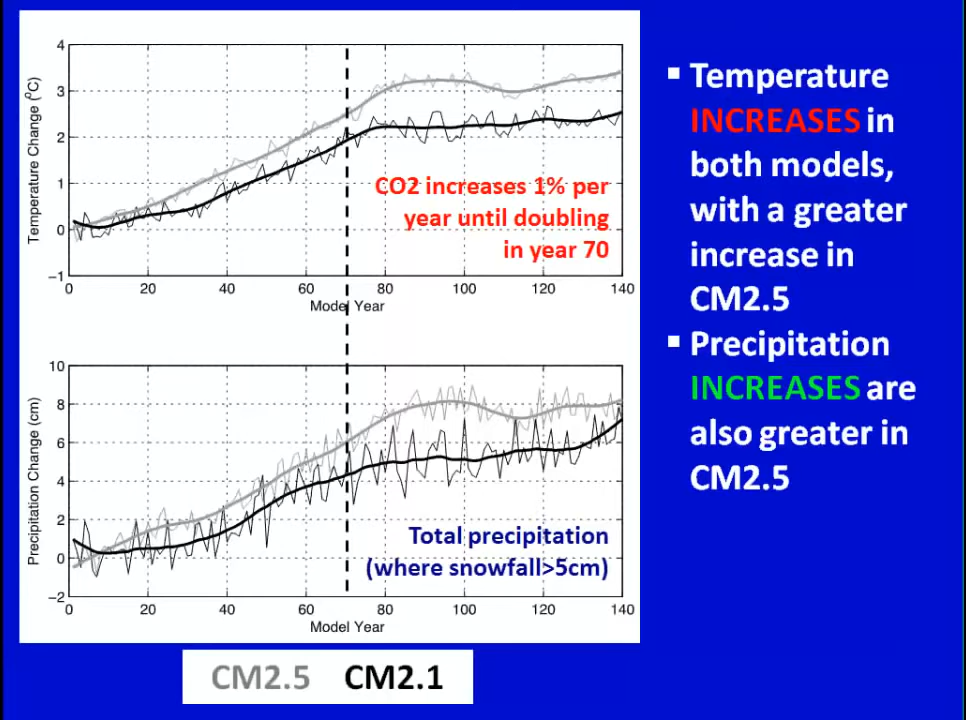 4
3
2
1
0
−1
Temperature Change (⁰C)
0 20 40 60 80 100 120 140
Model Year
CO2 increases 1% per
year until doubling
in year 70
10
8
6
4
2
0
−2
Precipitation Change (cm)
0 20 40 60 80 100 120 140
Model Year
Total precipitation
(where snowfall>5cm)
CM2.5 CM2.1
▪ Temperature
INCREASES in
both models,
with a greater
increase in
CM2.5
▪ Precipitation
INCREASES are
also greater in
CM2.5